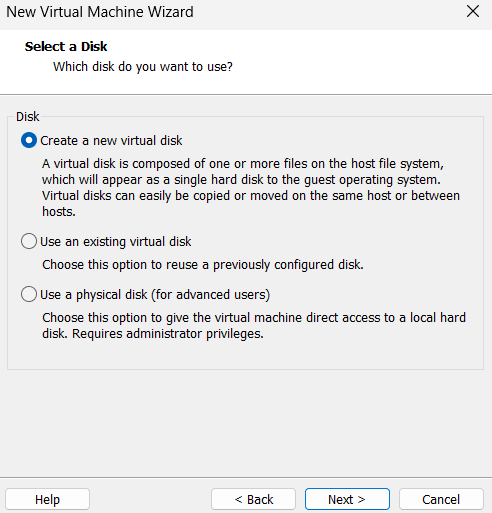 New Virtual Machine Wizard
Select a Disk
Which disk do you want to use?
Disk
Create a new virtual disk
A virtual disk is composed of one or more files on the host file system,
which will appear as a single hard disk to the guest operating system.
Virtual disks can easily be copied or moved on the same host or between
hosts.
Use an existing virtual disk
Choose this option to reuse a previously configured disk.
Use a physical disk (for advanced users)
Choose this option to give the virtual machine direct access to a local hard
disk. Requires administrator privileges.
Help
< Back
Next >
Cancel